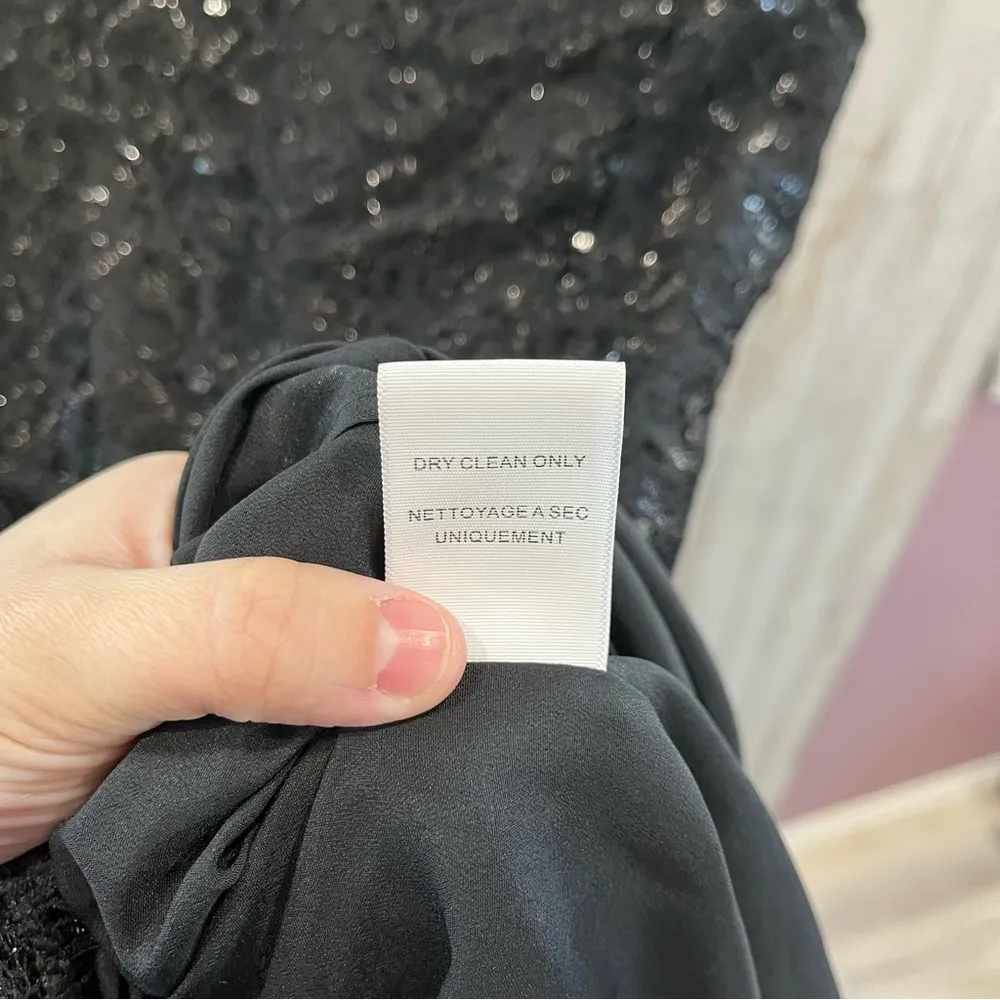 DRY CLEAN ONLY
NETTOYAGE A SEC
UNIQUEMENT